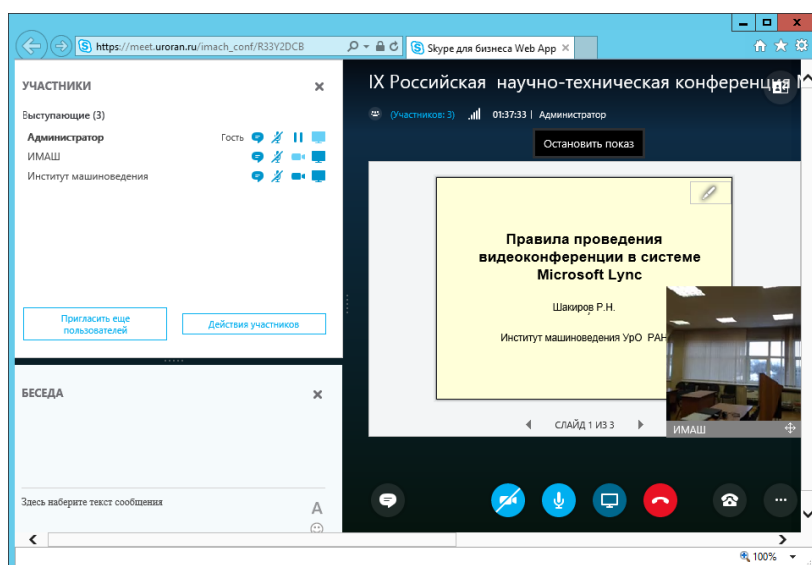 https://meet.uroran.ru/imach_conf/R33Y2DCB
Skype для бизнеса Web App
УЧАСТНИКИ
Выступающие (3)
Администратор Гость
ИМАШ
Институт машиноведения
Пригласить еще
пользователей
Действия участников
БЕСЕДА
Здесь наберите текст сообщения
A
IX Российская научно-техническая конференция
(Участников: 3) 01:37:33 | Администратор
Остановить показ
Правила проведения
видеоконференции в системе
Microsoft Lync
Шакиров Р.Н.
Институт машиноведения УрО РАН
СЛАЙД 1 ИЗ 3
ИМАШ
100%